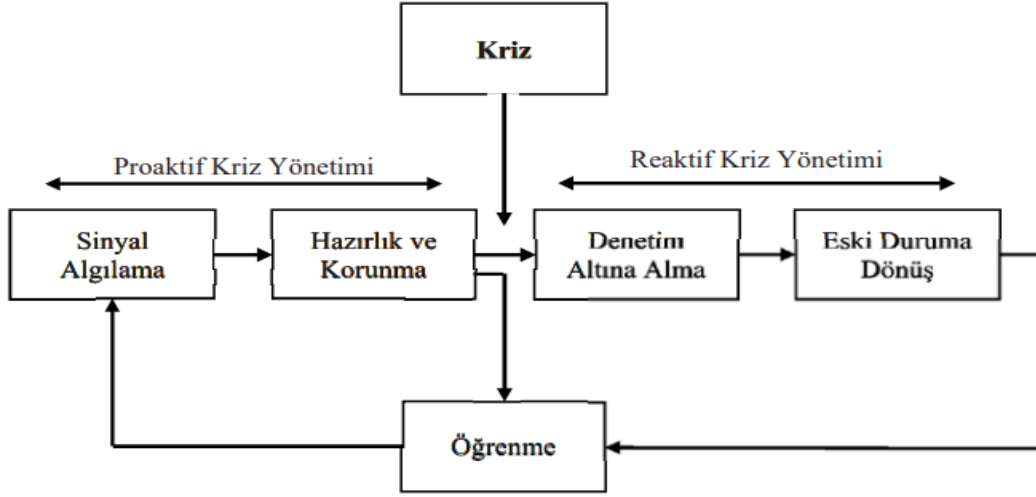 Kriz
Proaktif Kriz Yönetimi
Reaktif Kriz Yönetimi
Sinyal
Algılama
Hazırlık ve
Korunma
Denetim
Altına Alma
Eski Duruma
Dönüş
Öğrenme